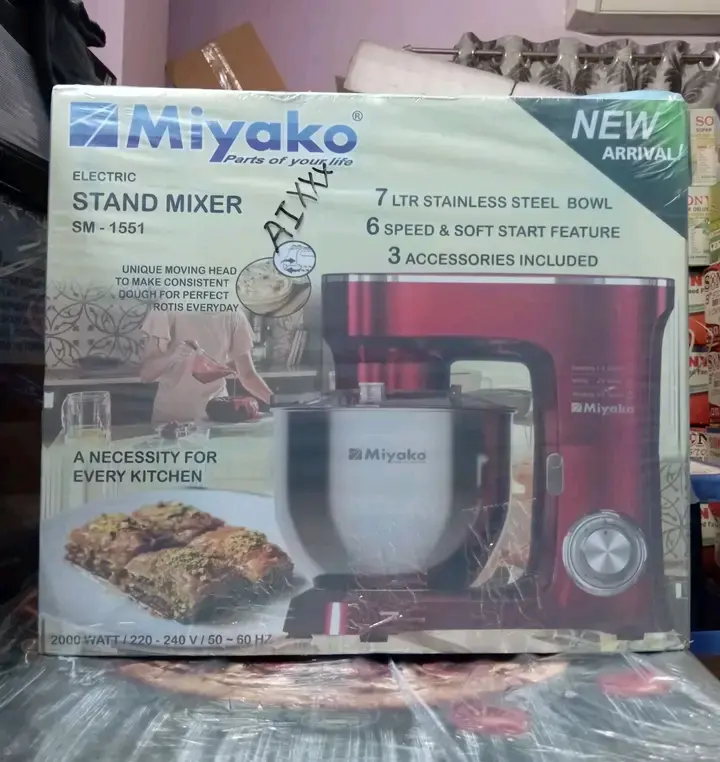 Miyako®
Parts of your life
NEW
ARRIVAL!
ELECTRIC
STAND MIXER
SM - 1551
AIXXX
7 LTR STAINLESS STEEL BOWL
6 SPEED & SOFT START FEATURE
3 ACCESSORIES INCLUDED
UNIQUE MOVING HEAD
TO MAKE CONSISTENT
DOUGH FOR PERFECT
ROTIS EVERYDAY
Miyako
Miyako
A NECESSITY FOR
EVERY KITCHEN
2000 WATT / 220 - 240 V / 50 ~ 60 HZ
SO